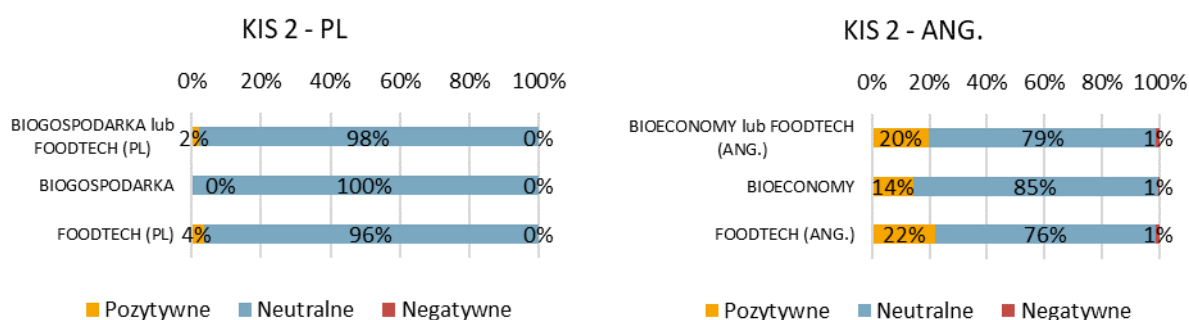 KIS 2 - PL
0% 20% 40% 60% 80% 100%
BIOGOSPODARKA lub
FOODTECH (PL)
2% 98% 0%
BIOGOSPODARKA
0% 100% 0%
FOODTECH (PL)
4% 96% 0%
Pozytywne Neutralne Negatywne
KIS 2 - ANG.
0% 20% 40% 60% 80% 100%
BIOECONOMY lub FOODTECH
(ANG.)
20% 79% 1%
BIOECONOMY
14% 85% 1%
FOODTECH (ANG.)
22% 76% 1%
Pozytywne Neutralne Negatywne